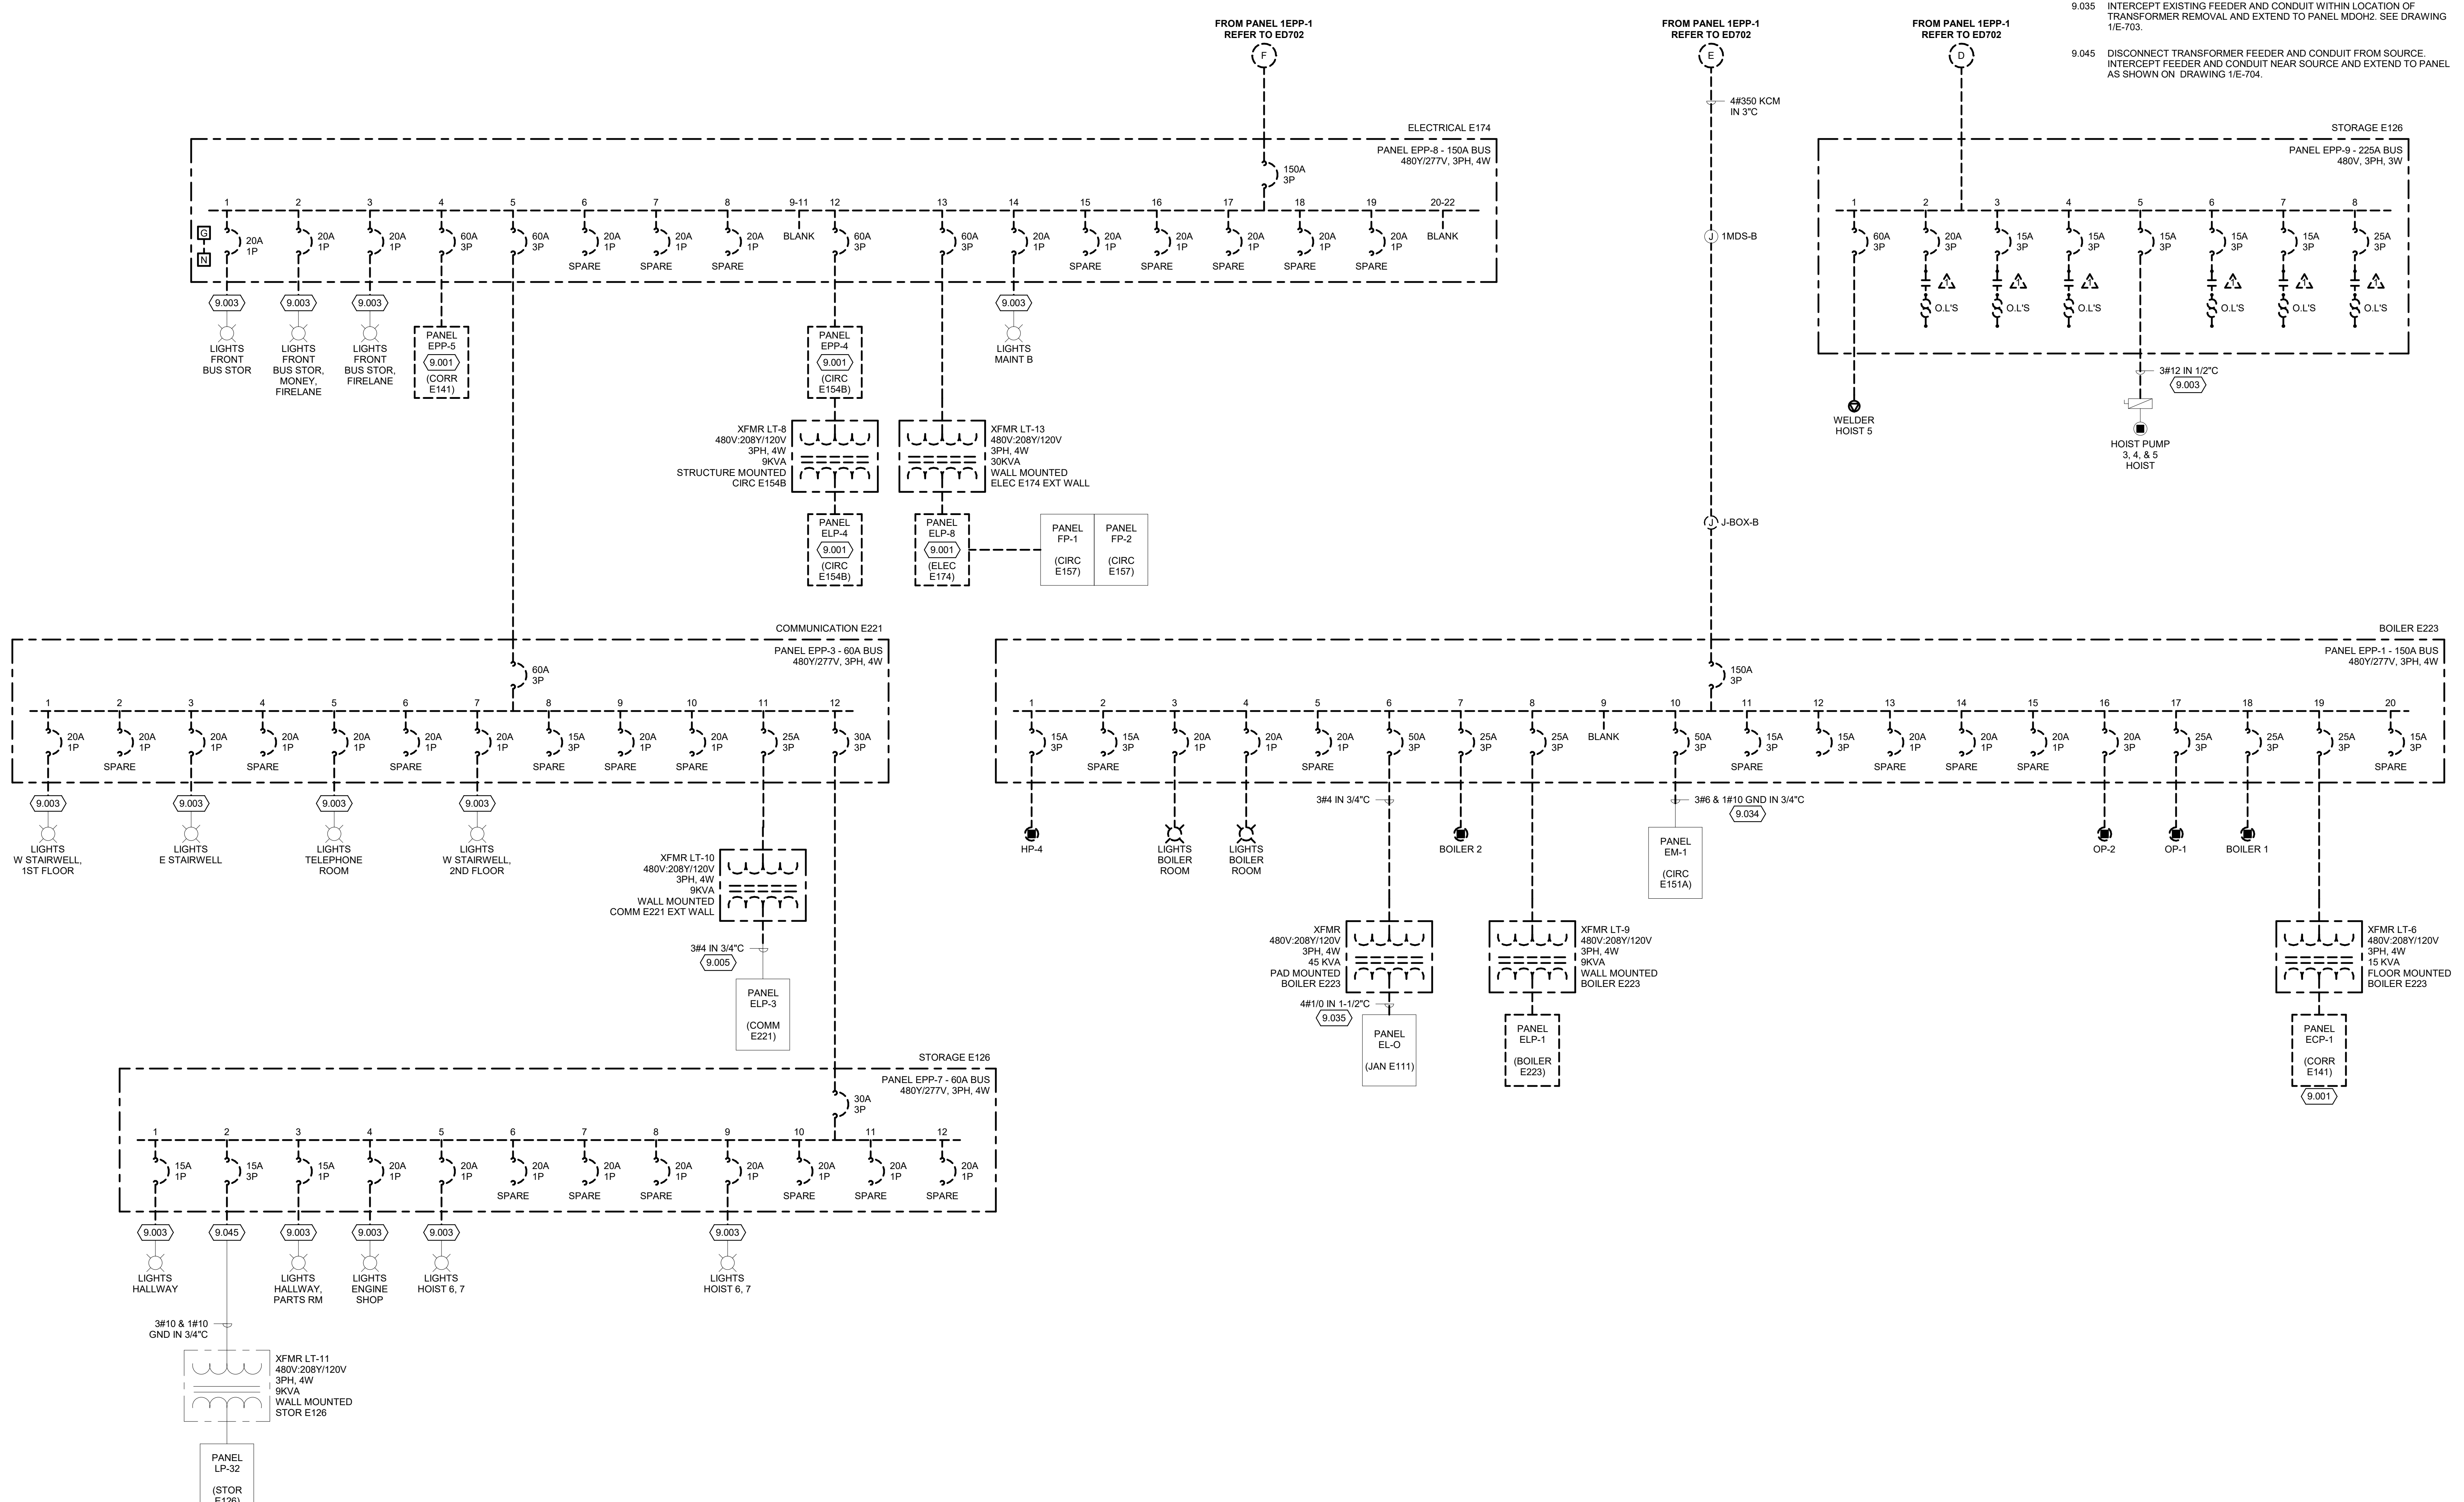 9.035 INTERCEPT EXISTING FEEDER AND CONDUIT WITHIN LOCATION OF
TRANSFORMER REMOVAL AND EXTEND TO PANEL MDOH2. SEE DRAWING
1/E-703.
9.045 DISCONNECT TRANSFORMER FEEDER AND CONDUIT FROM SOURCE.
INTERCEPT FEEDER AND CONDUIT NEAR SOURCE AND EXTEND TO PANEL
AS SHOWN ON DRAWING 1/E-704.
FROM PANEL 1EPP-1
REFER TO ED702
F
FROM PANEL 1EPP-1
REFER TO ED702
E
FROM PANEL 1EPP-1
REFER TO ED702
D
4#350 KCM
IN 3"C
J 1MDS-B
J J-BOX-B
ELECTRICAL E174
PANEL EPP-8 - 150A BUS
480Y/277V, 3PH, 4W
150A
3P
G
N
1 2 3 4 5 6 7 8 9-11 12 13 14 15 16 17 18 19 20-22
20A 20A 20A 60A 60A 20A 20A 20A BLANK 60A 60A 20A 20A 20A 20A 20A 20A BLANK
1P 1P 1P 3P 3P 1P 1P 1P 3P 3P 1P 1P 1P 1P 1P 1P
SPARE SPARE SPARE SPARE SPARE SPARE SPARE SPARE
9.003
LIGHTS
FRONT
BUS STOR
9.003
LIGHTS
FRONT
BUS STOR,
MONEY,
FIRELANE
9.003
LIGHTS
FRONT
BUS STOR,
FIRELANE
PANEL
EPP-5
9.001
(CORR
E141)
PANEL
EPP-4
9.001
(CIRC
E154B)
XFMR LT-8
480V:208Y/120V
3PH, 4W
9KVA
STRUCTURE MOUNTED
CIRC E154B
PANEL
ELP-4
9.001
(CIRC
E154B)
XFMR LT-13
480V:208Y/120V
3PH, 4W
30KVA
WALL MOUNTED
ELEC E174 EXT WALL
PANEL
ELP-8
9.001
(ELEC
E174)
PANEL
FP-1
(CIRC
E157)
PANEL
FP-2
(CIRC
E157)
9.003
LIGHTS
MAINT B
STORAGE E126
PANEL EPP-9 - 225A BUS
480V, 3PH, 3W
1 2 3 4 5 6 7 8
60A 20A 15A 15A 15A 15A 15A 25A
3P 3P 3P 3P 3P 3P 3P 3P
1 1 1 1 1 1
O.L'S O.L'S O.L'S O.L'S O.L'S O.L'S
WELDER
HOIST 5
3#12 IN 1/2"C
9.003
HOIST PUMP
3, 4, & 5
HOIST
COMMUNICATION E221
PANEL EPP-3 - 60A BUS
480Y/277V, 3PH, 4W
60A
3P
1 2 3 4 5 6 7 8 9 10 11 12
20A 20A 20A 20A 20A 20A 20A 15A 20A 20A 25A 30A
1P 1P 1P 1P 1P 1P 1P 3P 1P 1P 3P 3P
SPARE SPARE SPARE SPARE SPARE SPARE
9.003
LIGHTS
W STAIRWELL,
1ST FLOOR
9.003
LIGHTS
E STAIRWELL
9.003
LIGHTS
TELEPHONE
ROOM
9.003
LIGHTS
W STAIRWELL,
2ND FLOOR
XFMR LT-10
480V:208Y/120V
3PH, 4W
9KVA
WALL MOUNTED
COMM E221 EXT WALL
3#4 IN 3/4"C
9.005
PANEL
ELP-3
(COMM
E221)
BOILER E223
PANEL EPP-1 - 150A BUS
480Y/277V, 3PH, 4W
150A
3P
1 2 3 4 5 6 7 8 9 10 11 12 13 14 15 16 17 18 19 20
15A 15A 20A 20A 20A 50A 25A 25A BLANK 50A 15A 15A 20A 20A 20A 20A 25A 25A 25A 15A
3P 3P 1P 1P 1P 3P 3P 3P 3P 3P 3P 1P 1P 1P 3P 3P 3P 3P 3P
SPARE SPARE SPARE SPARE SPARE SPARE SPARE
HP-4
LIGHTS
BOILER
ROOM
LIGHTS
BOILER
ROOM
3#4 IN 3/4"C
BOILER 2
3#6 & 1#10 GND IN 3/4"C
9.034
PANEL
EM-1
(CIRC
E151A)
OP-2
OP-1
BOILER 1
XFMR
480V:208Y/120V
3PH, 4W
45 KVA
PAD MOUNTED
BOILER E223
4#1/0 IN 1-1/2"C
9.035
PANEL
EL-O
(JAN E111)
XFMR LT-9
480V:208Y/120V
3PH, 4W
9KVA
WALL MOUNTED
BOILER E223
PANEL
ELP-1
(BOILER
E223)
XFMR LT-6
480V:208Y/120V
3PH, 4W
15 KVA
FLOOR MOUNTED
BOILER E223
PANEL
ECP-1
(CORR
E141)
9.001
STORAGE E126
PANEL EPP-7 - 60A BUS
480Y/277V, 3PH, 4W
30A
3P
1 2 3 4 5 6 7 8 9 10 11 12
15A 15A 15A 20A 20A 20A 20A 20A 20A 20A 20A 20A
1P 3P 1P 1P 1P 1P 1P 1P 1P 1P 1P 1P
SPARE SPARE SPARE SPARE SPARE SPARE
9.003
LIGHTS
HALLWAY
9.045
9.003
LIGHTS
HALLWAY,
PARTS RM
9.003
LIGHTS
ENGINE
SHOP
9.003
LIGHTS
HOIST 6, 7
9.003
LIGHTS
HOIST 6, 7
3#10 & 1#10
GND IN 3/4"C
XFMR LT-11
480V:208Y/120V
3PH, 4W
9KVA
WALL MOUNTED
STOR E126
PANEL
LP-32
(STOR
E126)